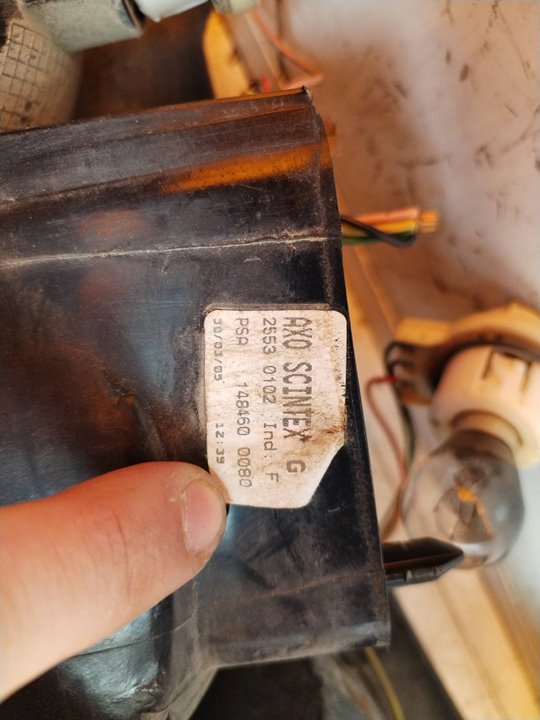 AXO SCINTEX G
2553 0102 Ind: F
PSA 148460 0080
30/03/05 12:39